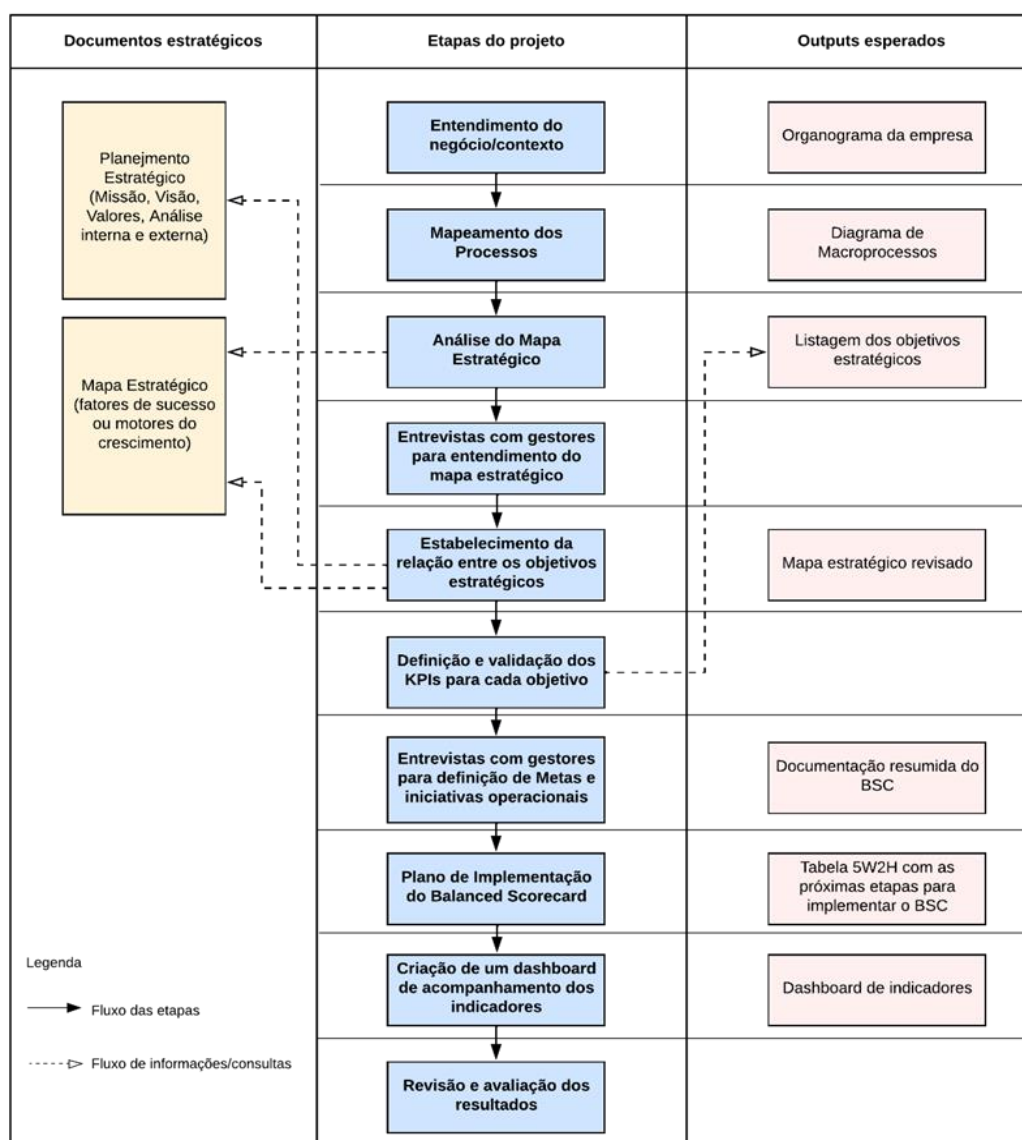 Documentos estratégicos
Etapas do projeto
Outputs esperados
Planejmento
Estratégico
(Missão, Visão,
Valores, Análise
interna e externa)
Entendimento do
negócio/contexto
Organograma da empresa
Mapeamento dos
Processos
Diagrama de
Macroprocessos
Mapa Estratégico
(fatores de sucesso
ou motores do
crescimento)
Análise do Mapa
Estratégico
Listagem dos objetivos
estratégicos
Entrevistas com gestores
para entendimento do
mapa estratégico
Estabelecimento da
relação entre os objetivos
estratégicos
Mapa estratégico revisado
Definição e validação dos
KPIs para cada objetivo
Entrevistas com gestores
para definição de Metas e
iniciativas operacionais
Documentação resumida do
BSC
Plano de Implementação
do Balanced Scorecard
Tabela 5W2H com as
próximas etapas para
implementar o BSC
Criação de um dashboard
de acompanhamento dos
indicadores
Dashboard de indicadores
Revisão e avaliação dos
resultados
Legenda
Fluxo das etapas
Fluxo de informações/consultas